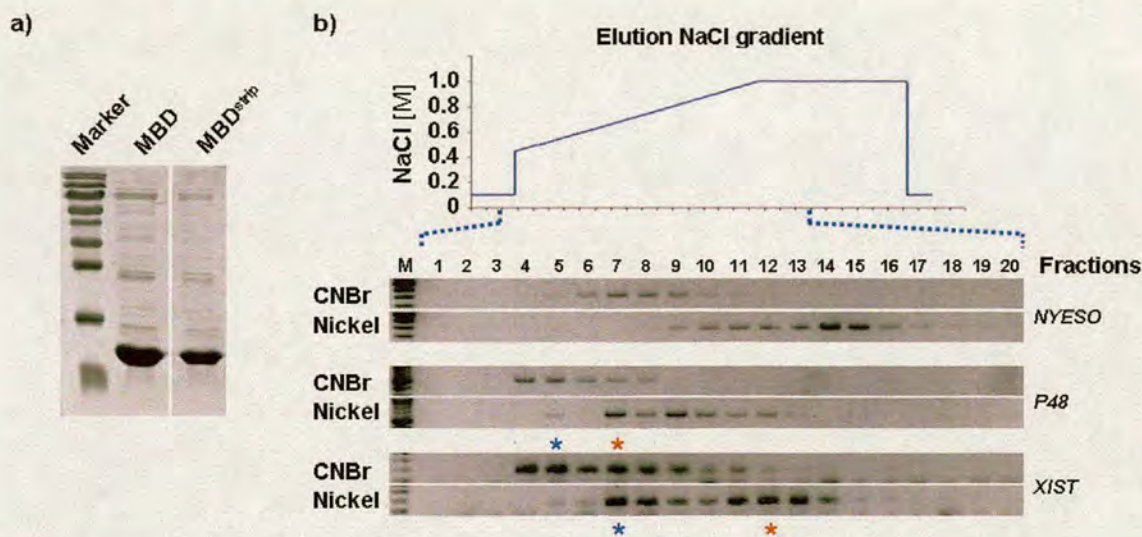 a)
Marker
MBD
MBDstrip
b)
Elution NaCl gradient
NaCl [M]
1.0
0.8
0.6
0.4
0.2
0
M 1 2 3 4 5 6 7 8 9 10 11 12 13 14 15 16 17 18 19 20 Fractions
CNBr
Nickel
NYESO
CNBr
Nickel
P48
* *
CNBr
Nickel
XIST
* *